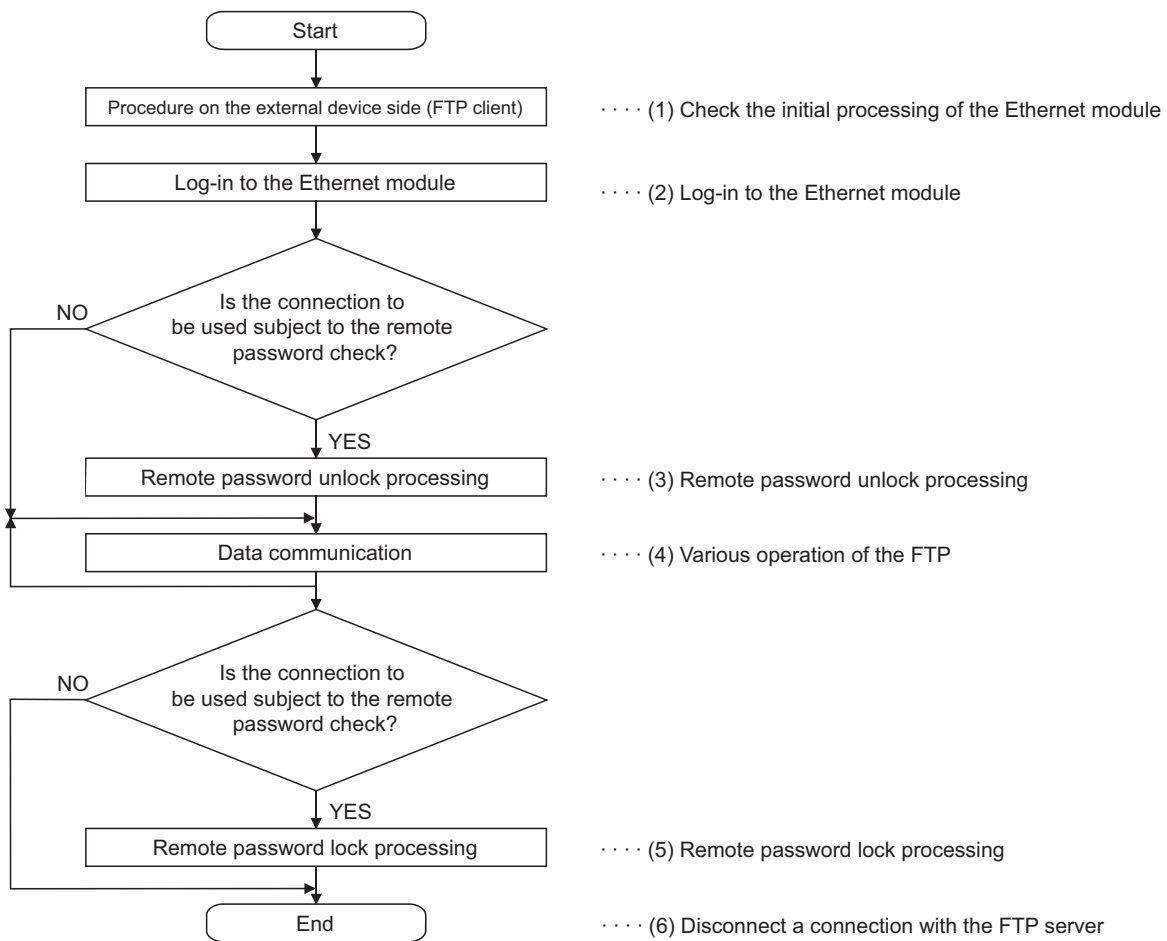 Start
Procedure on the external device side (FTP client)
· · · · (1) Check the initial processing of the Ethernet module
Log-in to the Ethernet module
· · · · (2) Log-in to the Ethernet module
NO
Is the connection to
be used subject to the remote
password check?
YES
Remote password unlock processing
· · · · (3) Remote password unlock processing
Data communication
· · · · (4) Various operation of the FTP
NO
Is the connection to
be used subject to the remote
password check?
YES
Remote password lock processing
· · · · (5) Remote password lock processing
End
· · · · (6) Disconnect a connection with the FTP server